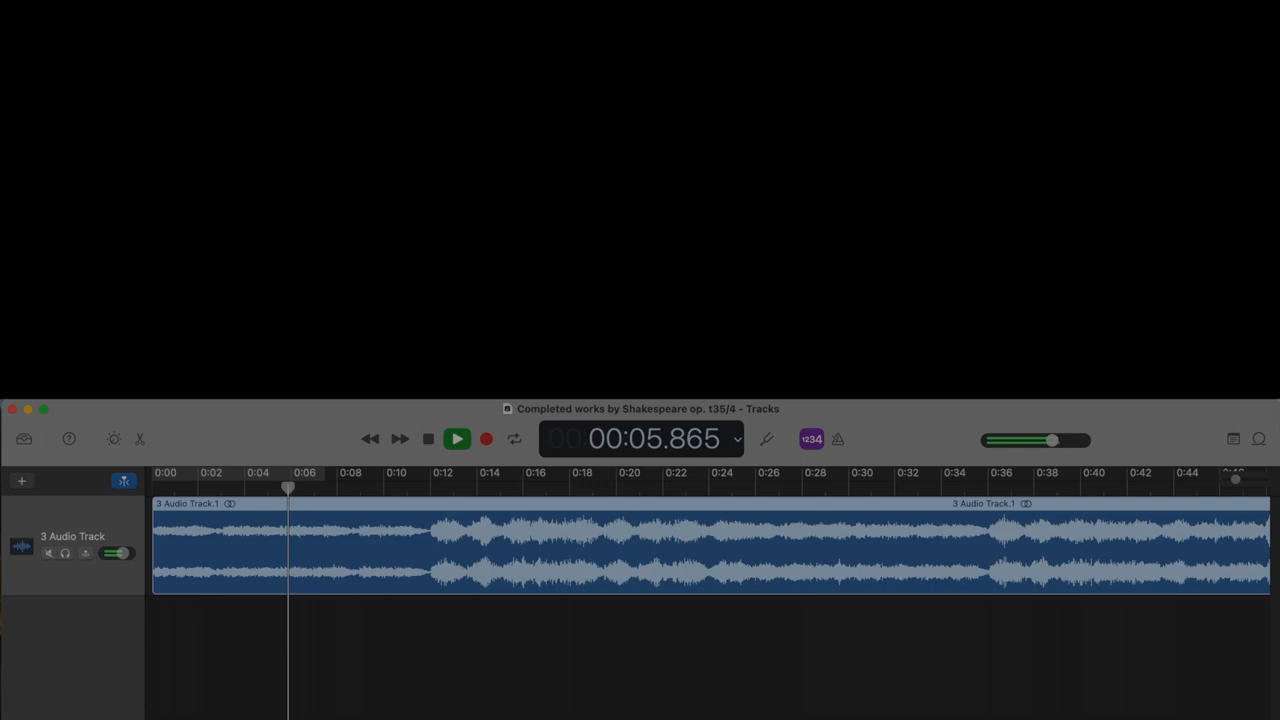 Completed works by Shakespeare op. t35/4 - Tracks
00:00:05.865
1234
0:00 0:02 0:04 0:06 0:08 0:10 0:12 0:14 0:16 0:18 0:20 0:22 0:24 0:26 0:28 0:30 0:32 0:34 0:36 0:38 0:40 0:42 0:44
3 Audio Track.1 3 Audio Track.1
3 Audio Track